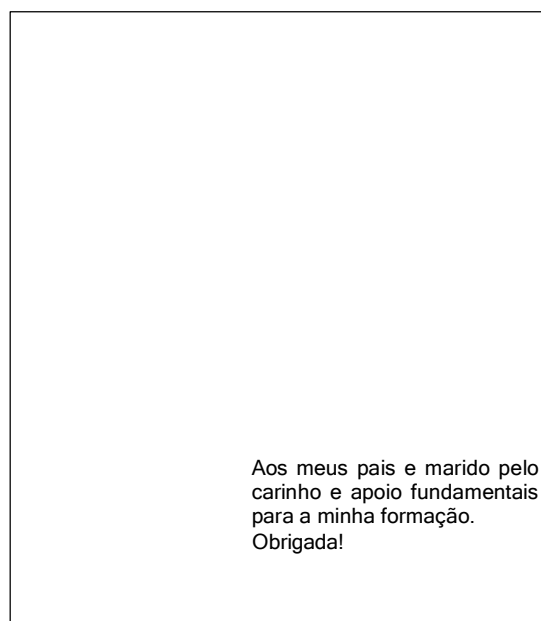 Aos meus pais e marido pelo
carinho e apoio fundamentais
para a minha formação.
Obrigada!